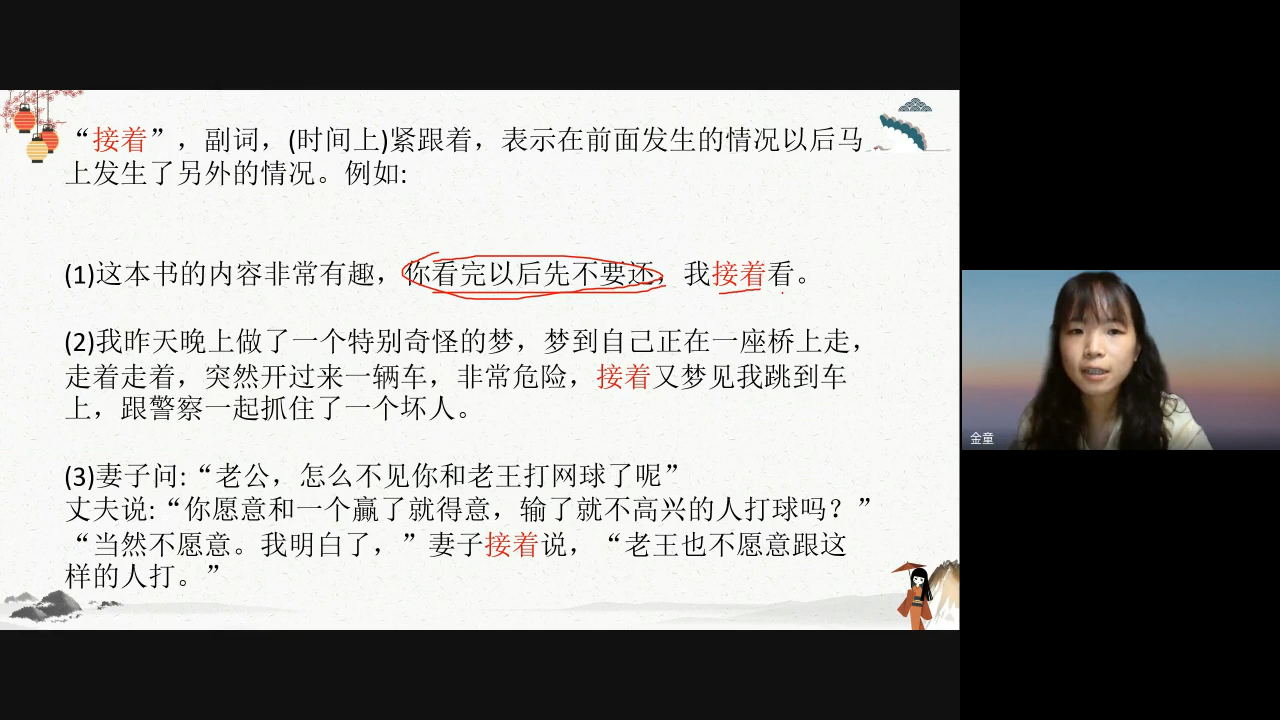 “接着”，副词，(时间上)紧跟着，表示在前面发生的情况以后马
上发生了另外的情况。例如:
(1)这本书的内容非常有趣，你看完以后先不要还，我接着看。
(2)我昨天晚上做了一个特别奇怪的梦，梦到自己正在一座桥上走，
走着走着，突然开过来一辆车，非常危险，接着又梦见我跳到车
上，跟警察一起抓住了一个坏人。
(3)妻子问:“老公，怎么不见你和老王打网球了呢”
丈夫说:“你愿意和一个赢了就得意，输了就不高兴的人打球吗？”
“当然不愿意。我明白了，”妻子接着说，“老王也不愿意跟这
样的人打。”
金童